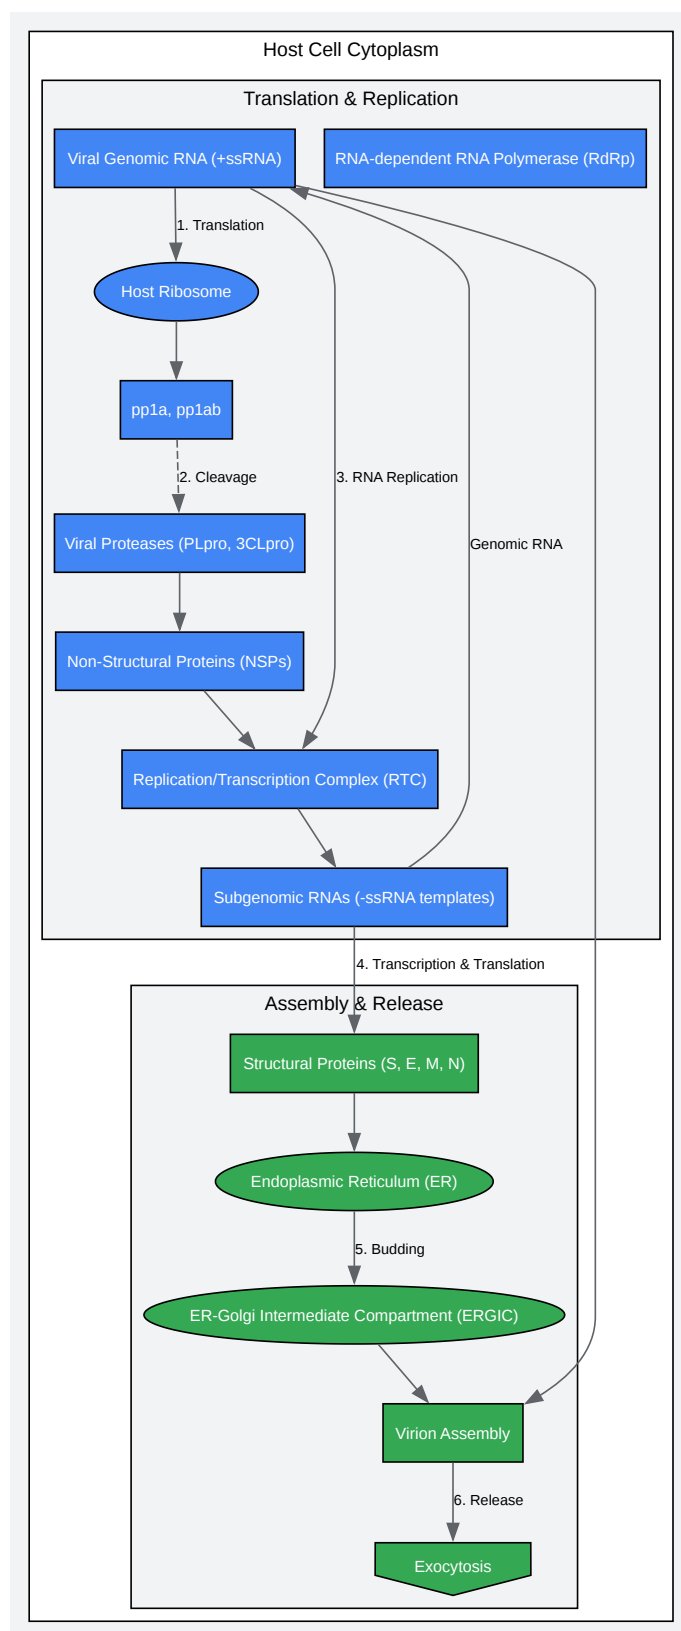 Host Cell Cytoplasm
Translation & Replication
Viral Genomic RNA (+ssRNA)
RNA-dependent RNA Polymerase (RdRp)
1. Translation
Host Ribosome
pp1a, pp1ab
2. Cleavage
3. RNA Replication
Viral Proteases (PLpro, 3CLpro)
Genomic RNA
Non-Structural Proteins (NSPs)
Replication/Transcription Complex (RTC)
Subgenomic RNAs (-ssRNA templates)
4. Transcription & Translation
Assembly & Release
Structural Proteins (S, E, M, N)
Endoplasmic Reticulum (ER)
5. Budding
ER-Golgi Intermediate Compartment (ERGIC)
Virion Assembly
6. Release
Exocytosis